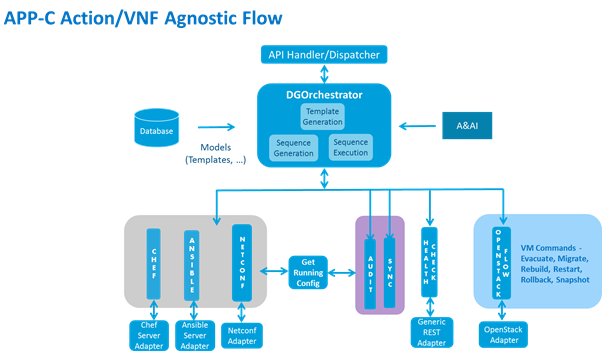 APP-C Action/VNF Agnostic Flow
API Handler/Dispatcher
DGOrchestrator
Template
Generation
Sequence
Generation
Sequence
Execution
Database
Models
(Templates, ...)
A&AI
CHEF
ANSIBLE
NETCONF
Get
Running
Config
AUDIT
SYNC
HEALTH
CHECK
OPENSTACK
FLOW
VM Commands -
Evacuate, Migrate,
Rebuild, Restart,
Rollback, Snapshot
Chef
Server
Adapter
Ansible
Server
Adapter
Netconf
Adapter
Generic
REST
Adapter
OpenStack
Adapter